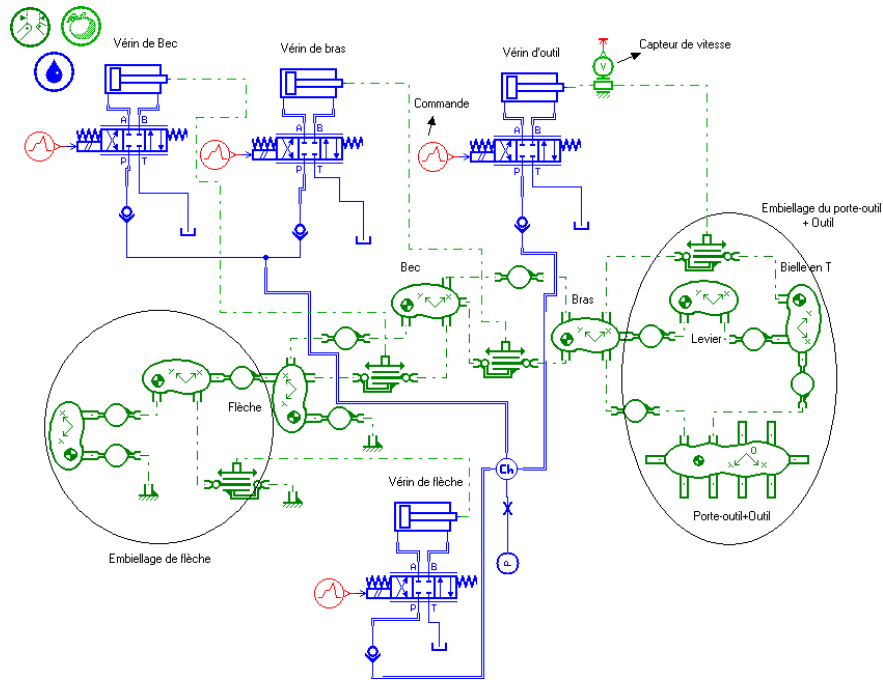 Vérin de Bec
Vérin de bras
Vérin d'outil
Capteur de vitesse
V
Commande
A B
A B
A B
P T
P T
P T
Embiellage du porte-outil
+ Outil
Bec
Bielle en T
Bras
Levier
Flèche
Ch
Vérin de flèche
Porte-outil+Outil
Embiellage de flèche
P
A B
P T